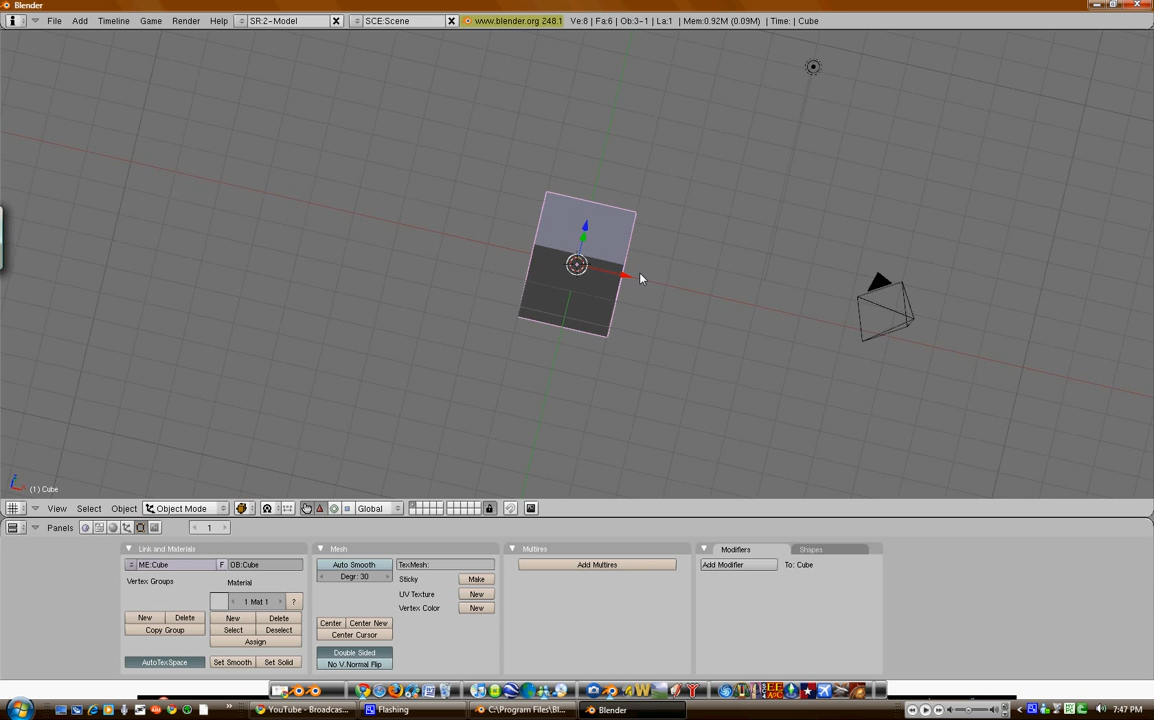 Blender
File Add Timeline Game Render Help SR:2-Model SCE:Scene www.blender.org 248.1 Ve:8 | Fa:6 | Ob:3-1 | La:1 | Mem:0.92M (0.09M) | Time: | Cube
(1) Cube
View Select Object Object Mode Global
Panels 1
Link and Materials Mesh Multires Modifiers Shapes
ME:Cube F OB:Cube Auto Smooth TexMesh: Add Multires Add Modifier To: Cube
Degr: 30
Vertex Groups Material Sticky Make
UV Texture New
1 Mat 1 ? Vertex Color New
New Delete New Delete Center Center New
Copy Group Select Deselect Center Cursor
Assign
Double Sided
AutoTexSpace Set Smooth Set Solid No V.Normal Flip
YouTube - Broadcas... Flashing C:\Program Files\Bl... Blender 7:47 PM